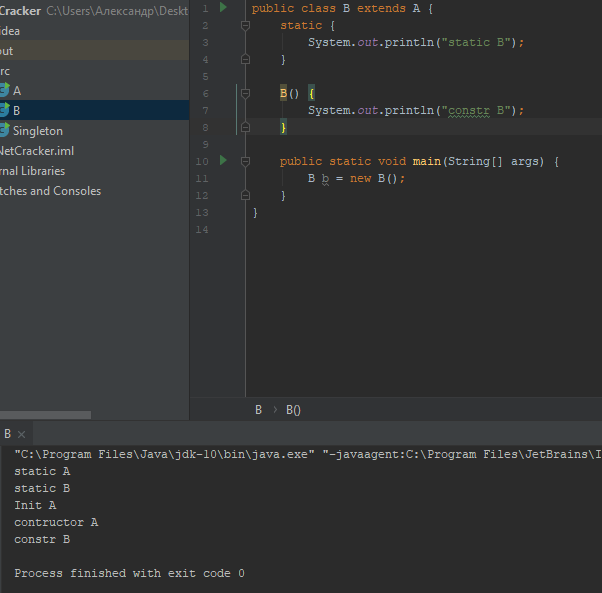 Cracker C:\Users\Александр\Deskt
idea
out
rc
A
B
Singleton
NetCracker.iml
rnal Libraries
tches and Consoles
1 public class B extends A {
2 static {
3 System.out.println("static B");
4 }
5
6 B() {
7 System.out.println("constr B");
8 }
9
10 public static void main(String[] args) {
11 B b = new B();
12 }
13 }
14
B > B()
B ×
"C:\Program Files\Java\jdk-10\bin\java.exe" "-javaagent:C:\Program Files\JetBrains\I
static A
static B
Init A
contructor A
constr B
Process finished with exit code 0